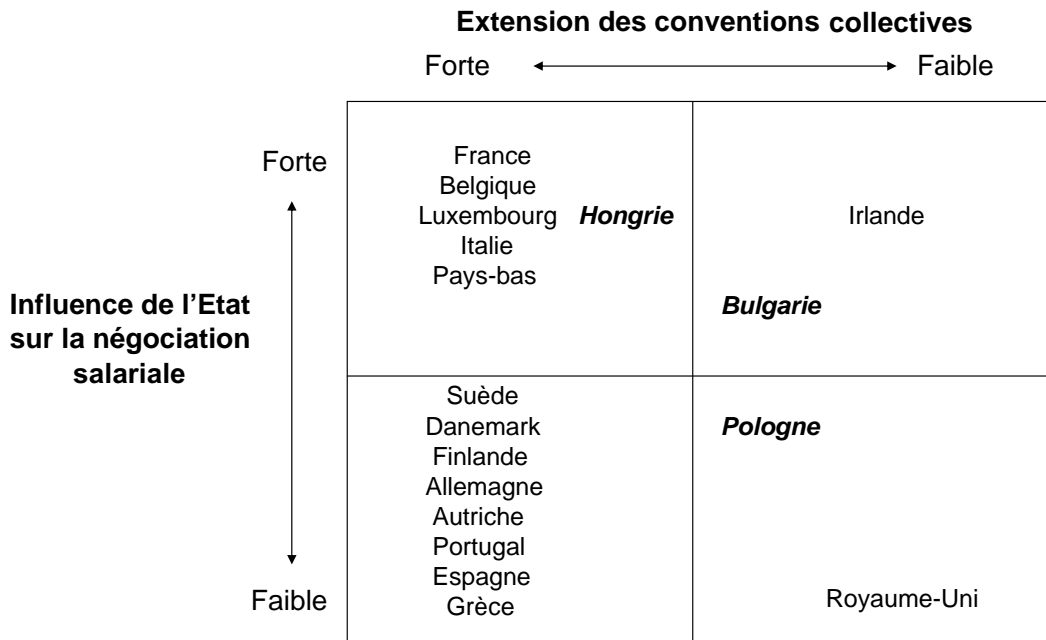 Extension des conventions collectives
Forte Faible
Forte
France
Belgique
Luxembourg Hongrie
Italie
Pays-bas
Irlande
Bulgarie
Influence de l’Etat
sur la négociation
salariale
Suède
Danemark
Finlande
Allemagne
Autriche
Portugal
Espagne
Grèce
Pologne
Faible
Royaume-Uni